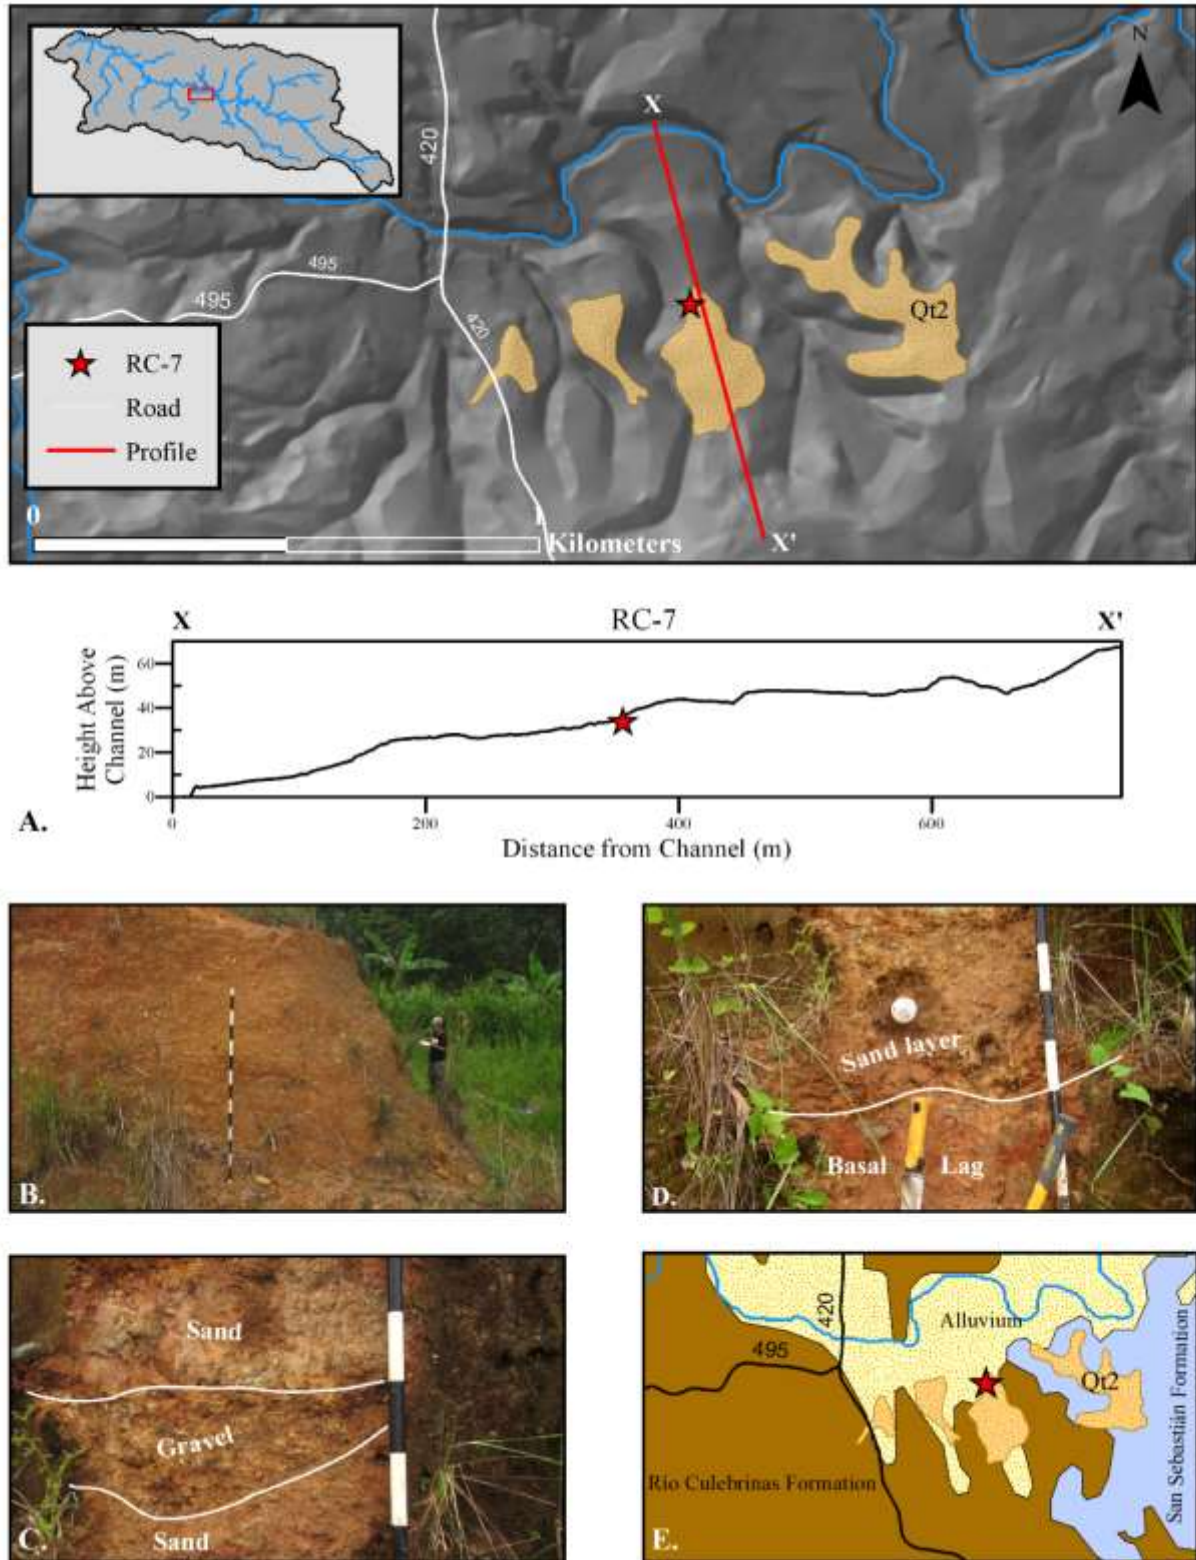 N
X
420
495
495
420
Qt2
RC-7
Road
Profile
0
1
Kilometers
X'
X
RC-7
X'
Height Above
Channel (m)
60
40
20
0
0
200
400
600
A.
Distance from Channel (m)
B.
Sand layer
Basal Lag
D.
Sand
Gravel
Sand
C.
420
Alluvium
495
Qt2
Río Culebrinas Formation
San Sebastián Formation
E.